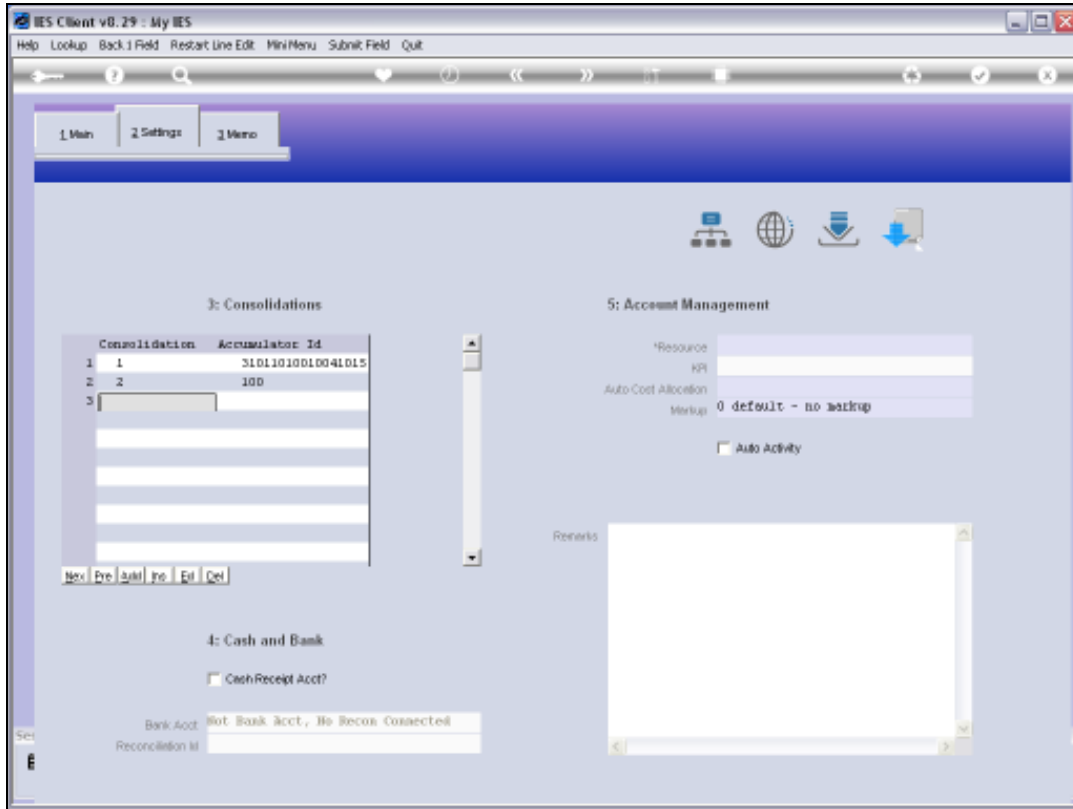 IES Client v8.29 : My IES
Help Lookup Back 1 Field Restart Line Edit Mini Menu Submit Field Quit
1 Main 2 Settings 3 Memo
3: Consolidations
5: Account Management
Consolidation Accumulator Id
1 1 31011010010041015
2 2 100
3
*Resource
KPI
Auto Cost Allocation
Markup 0 default - no markup
Auto Activity
Remarks
Nex Pre Add Ins Ed Del
4: Cash and Bank
Cash Receipt Acct?
Bank Acct Not Bank Acct, No Recon Connected
Reconciliation Id